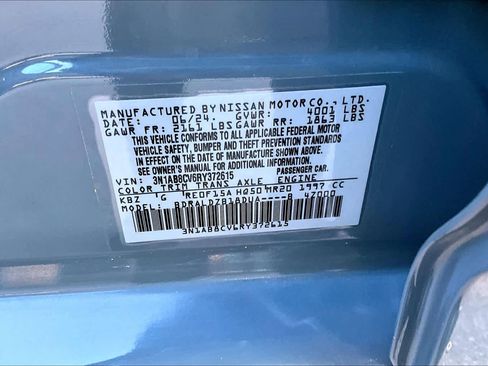 MANUFACTURED BY NISSAN MOTOR CO., LTD.
DATE: 06/24 GVWR: 4001 LBS
GAWR FR: 2161 LBS GAWR RR: 1863 LBS
THIS VEHICLE CONFORMS TO ALL APPLICABLE FEDERAL MOTOR
VEHICLE SAFETY, BUMPER AND THEFT PREVENTION STANDARDS
IN EFFECT ON THE DATE OF MANUFACTURE SHOWN ABOVE.
SEE OWNER'S MANUAL FOR ADDITIONAL INFORMATION.
VIN: 3N1AB8CV6RY372615
COLOR TRIM TRANS AXLE ENGINE
KBZ G RE0F15A HQ50 MR20 1997 CC
MODEL: BDRALDZB18DUA----B 47000
3N1AB8CV6RY372615